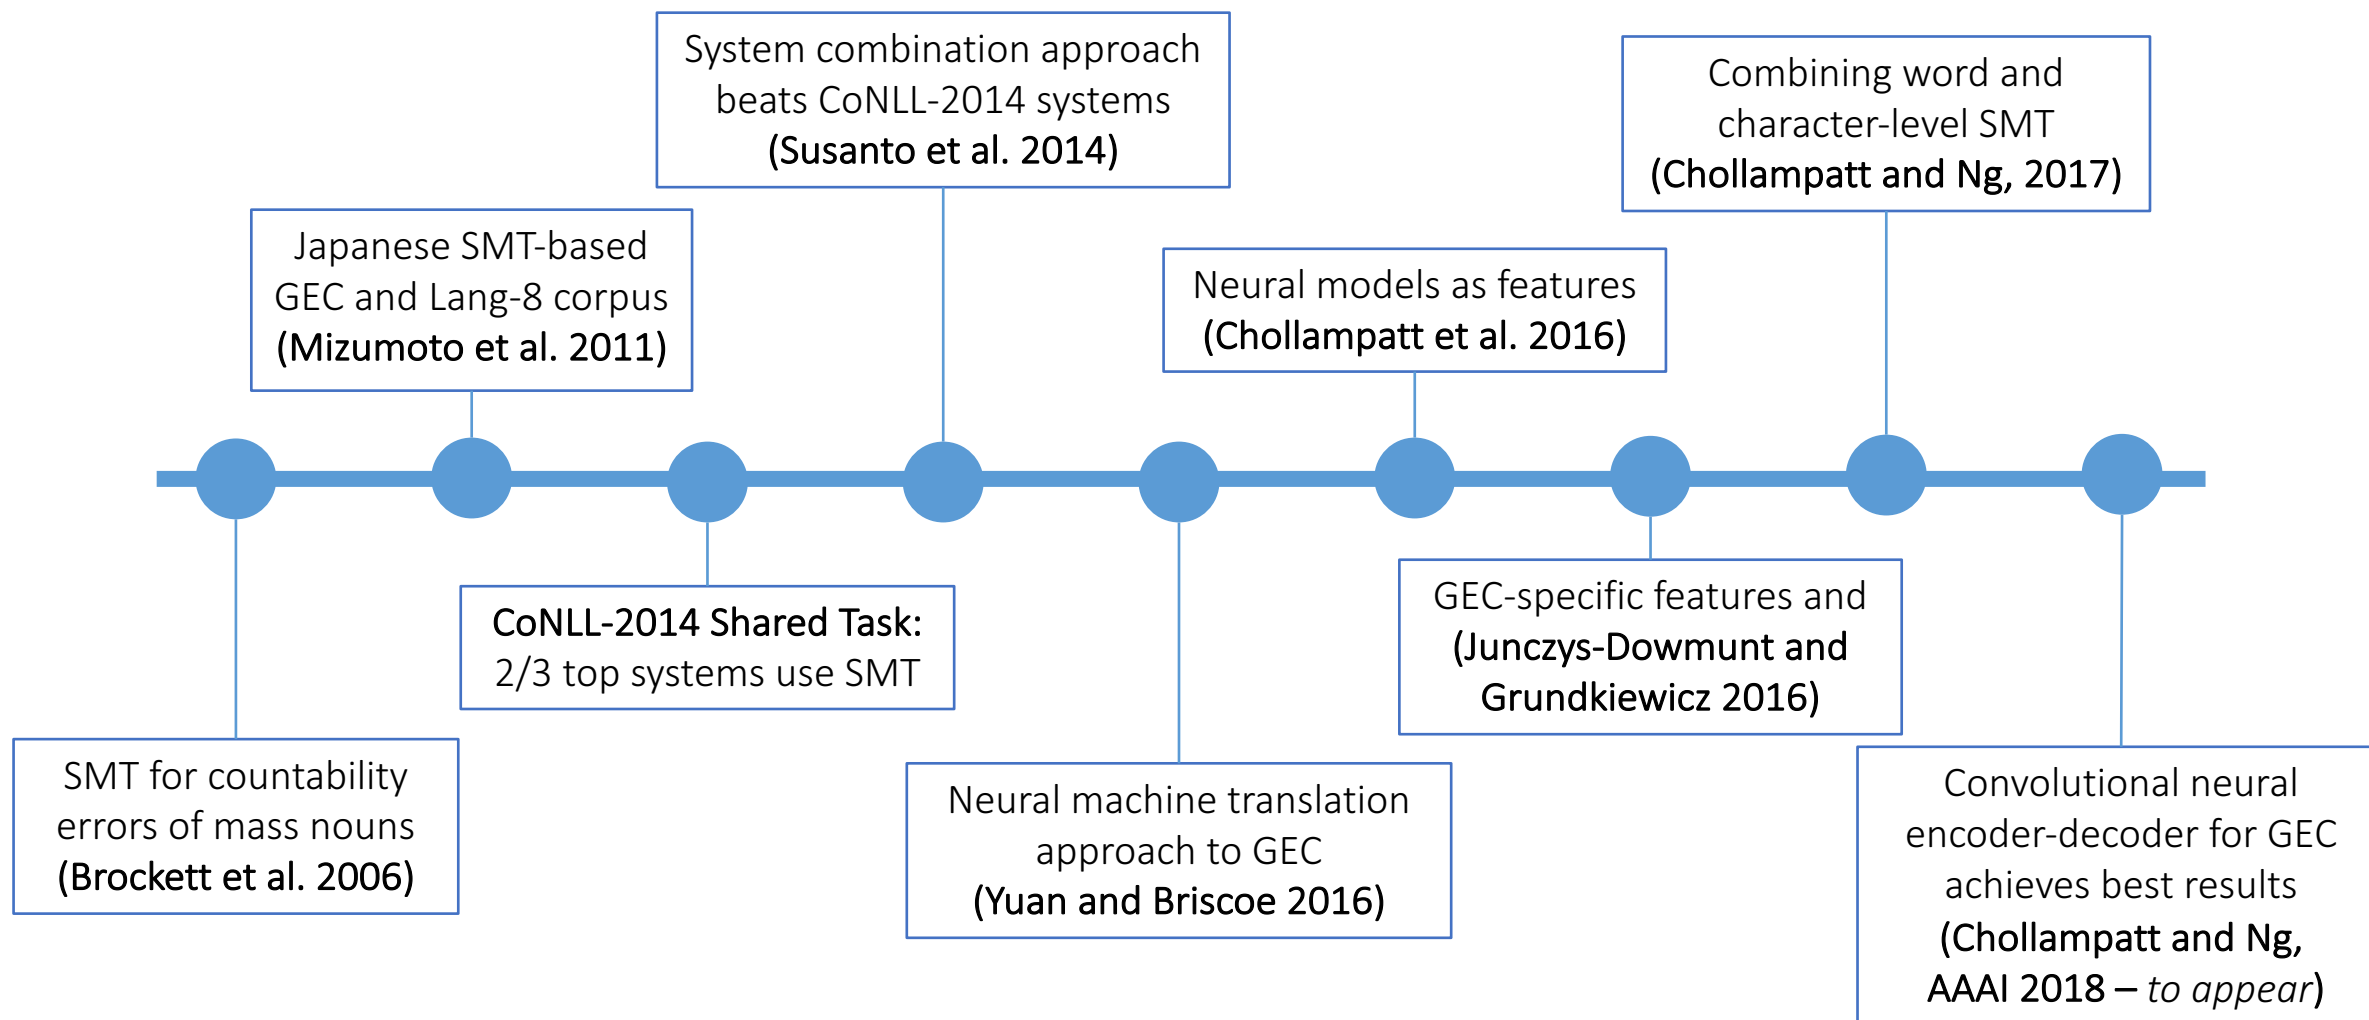 System combination approach
beats CoNLL-2014 systems
(Susanto et al. 2014)
Combining word and
character-level SMT
(Chollampatt and Ng, 2017)
Japanese SMT-based
GEC and Lang-8 corpus
(Mizumoto et al. 2011)
Neural models as features
(Chollampatt et al. 2016)
CoNLL-2014 Shared Task:
2/3 top systems use SMT
GEC-specific features and
(Junczys-Dowmunt and
Grundkiewicz 2016)
SMT for countability
errors of mass nouns
(Brockett et al. 2006)
Neural machine translation
approach to GEC
(Yuan and Briscoe 2016)
Convolutional neural
encoder-decoder for GEC
achieves best results
(Chollampatt and Ng,
AAAI 2018 – to appear)